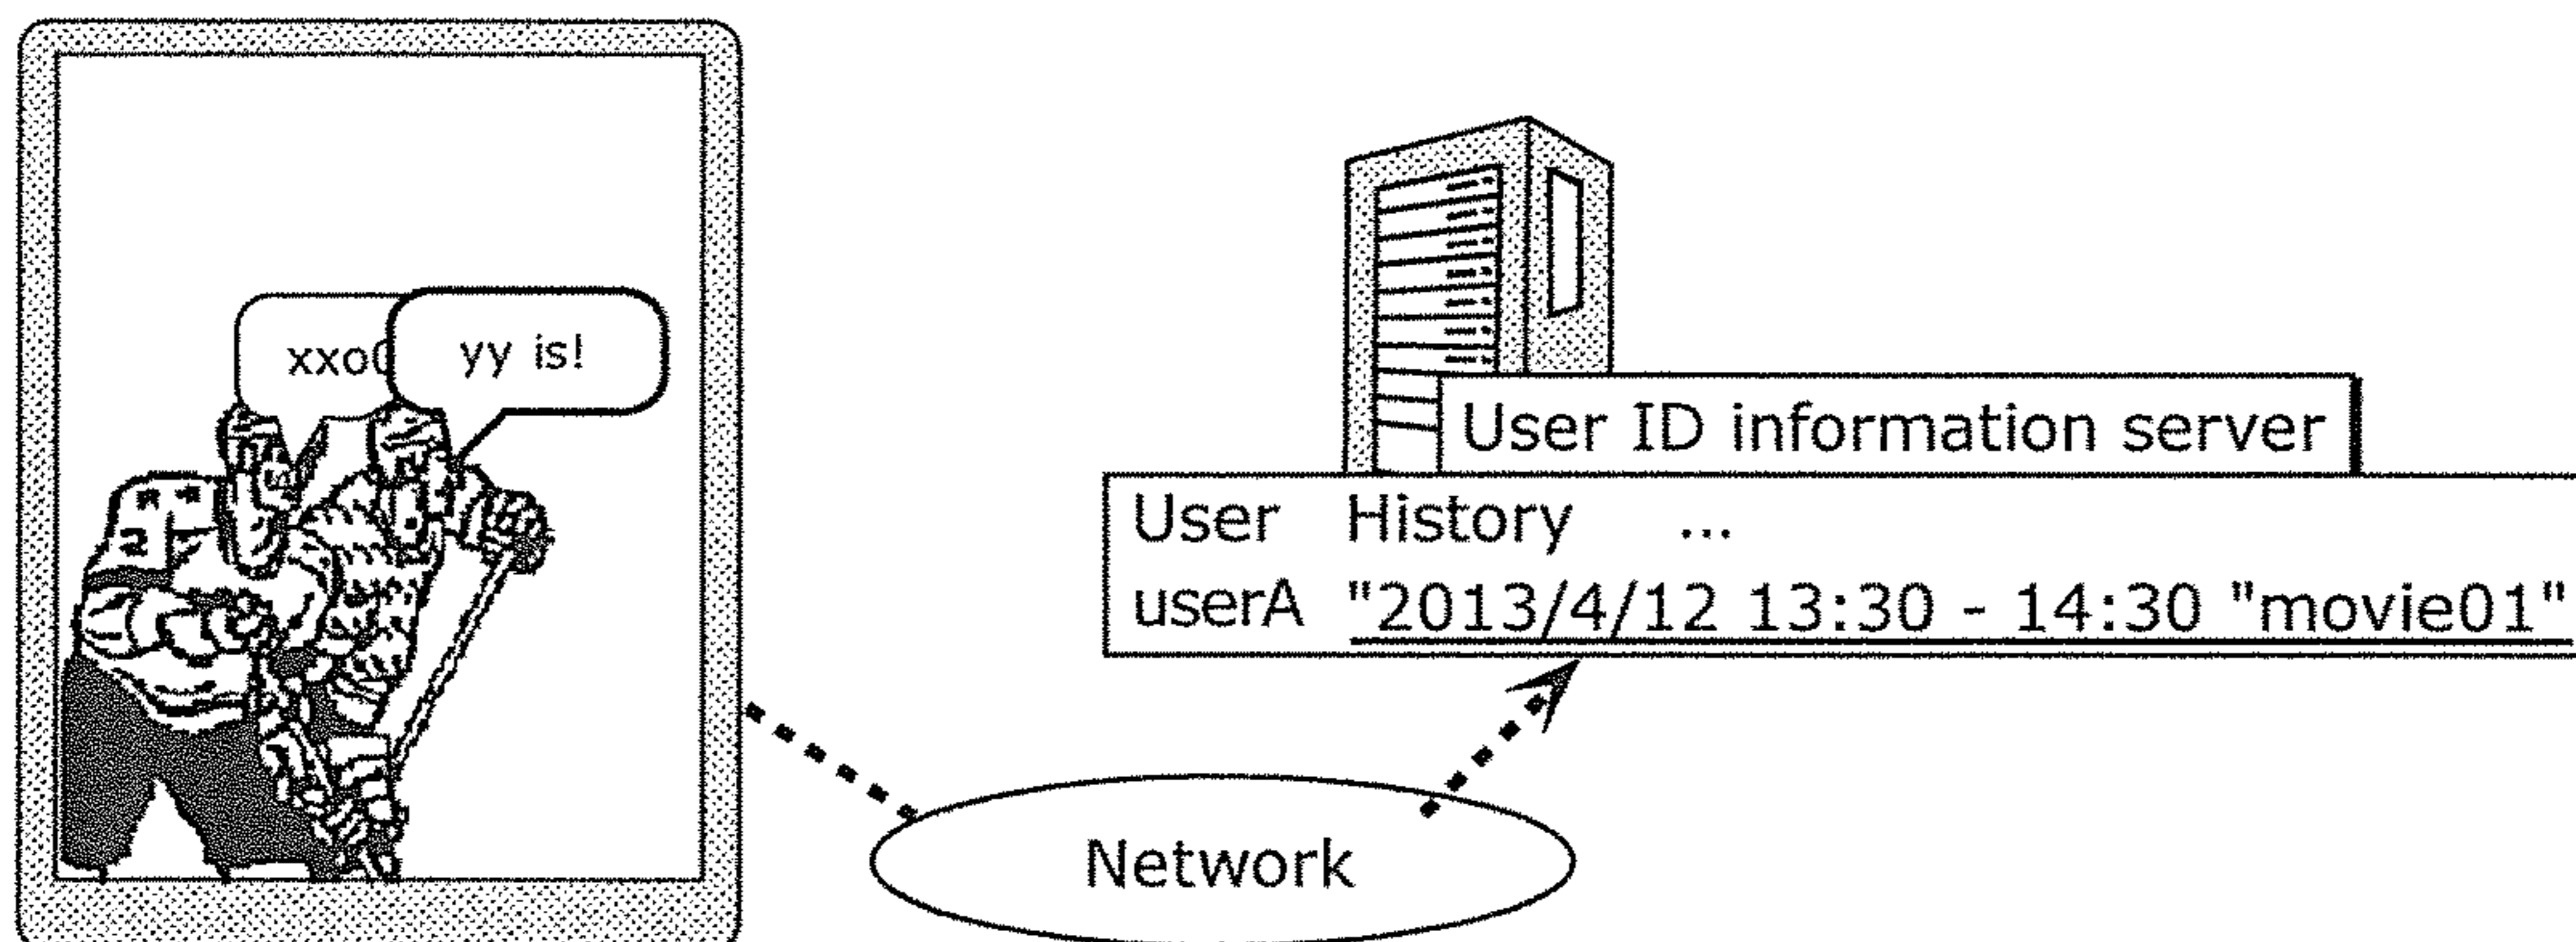 yy is!
User ID information server
User History ...
userA "2013/4/12 13:30 - 14:30 "movie01"
Network